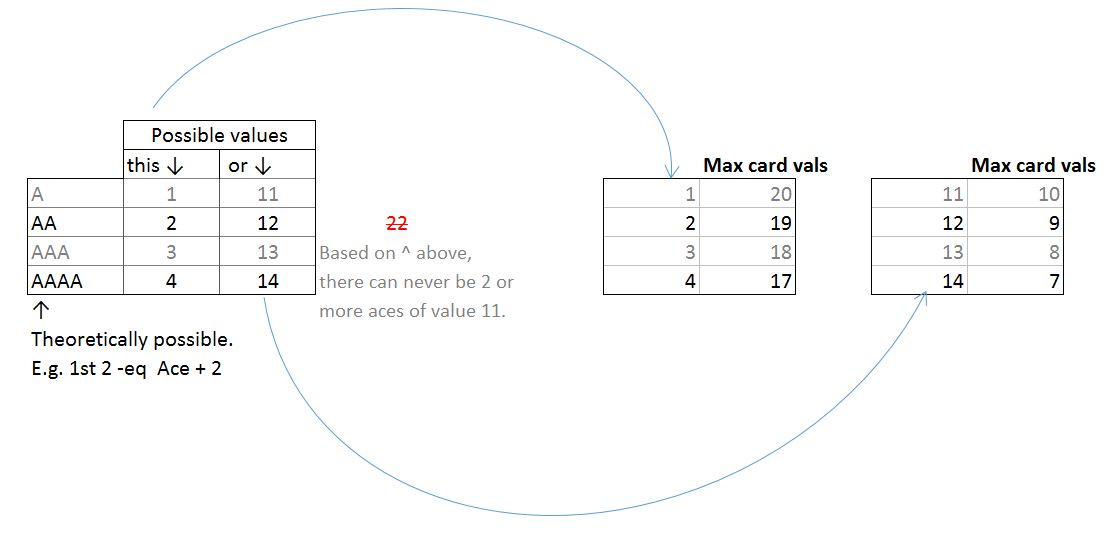 Possible values
this ↓ or ↓
Max card vals Max card vals
A 1 11 1 20 11 10
AA 2 12 22 2 19 12 9
AAA 3 13 Based on ^ above, 3 18 13 8
AAAA 4 14 there can never be 2 or 4 17 14 7
↑ more aces of value 11.
Theoretically possible.
E.g. 1st 2 -eq Ace + 2